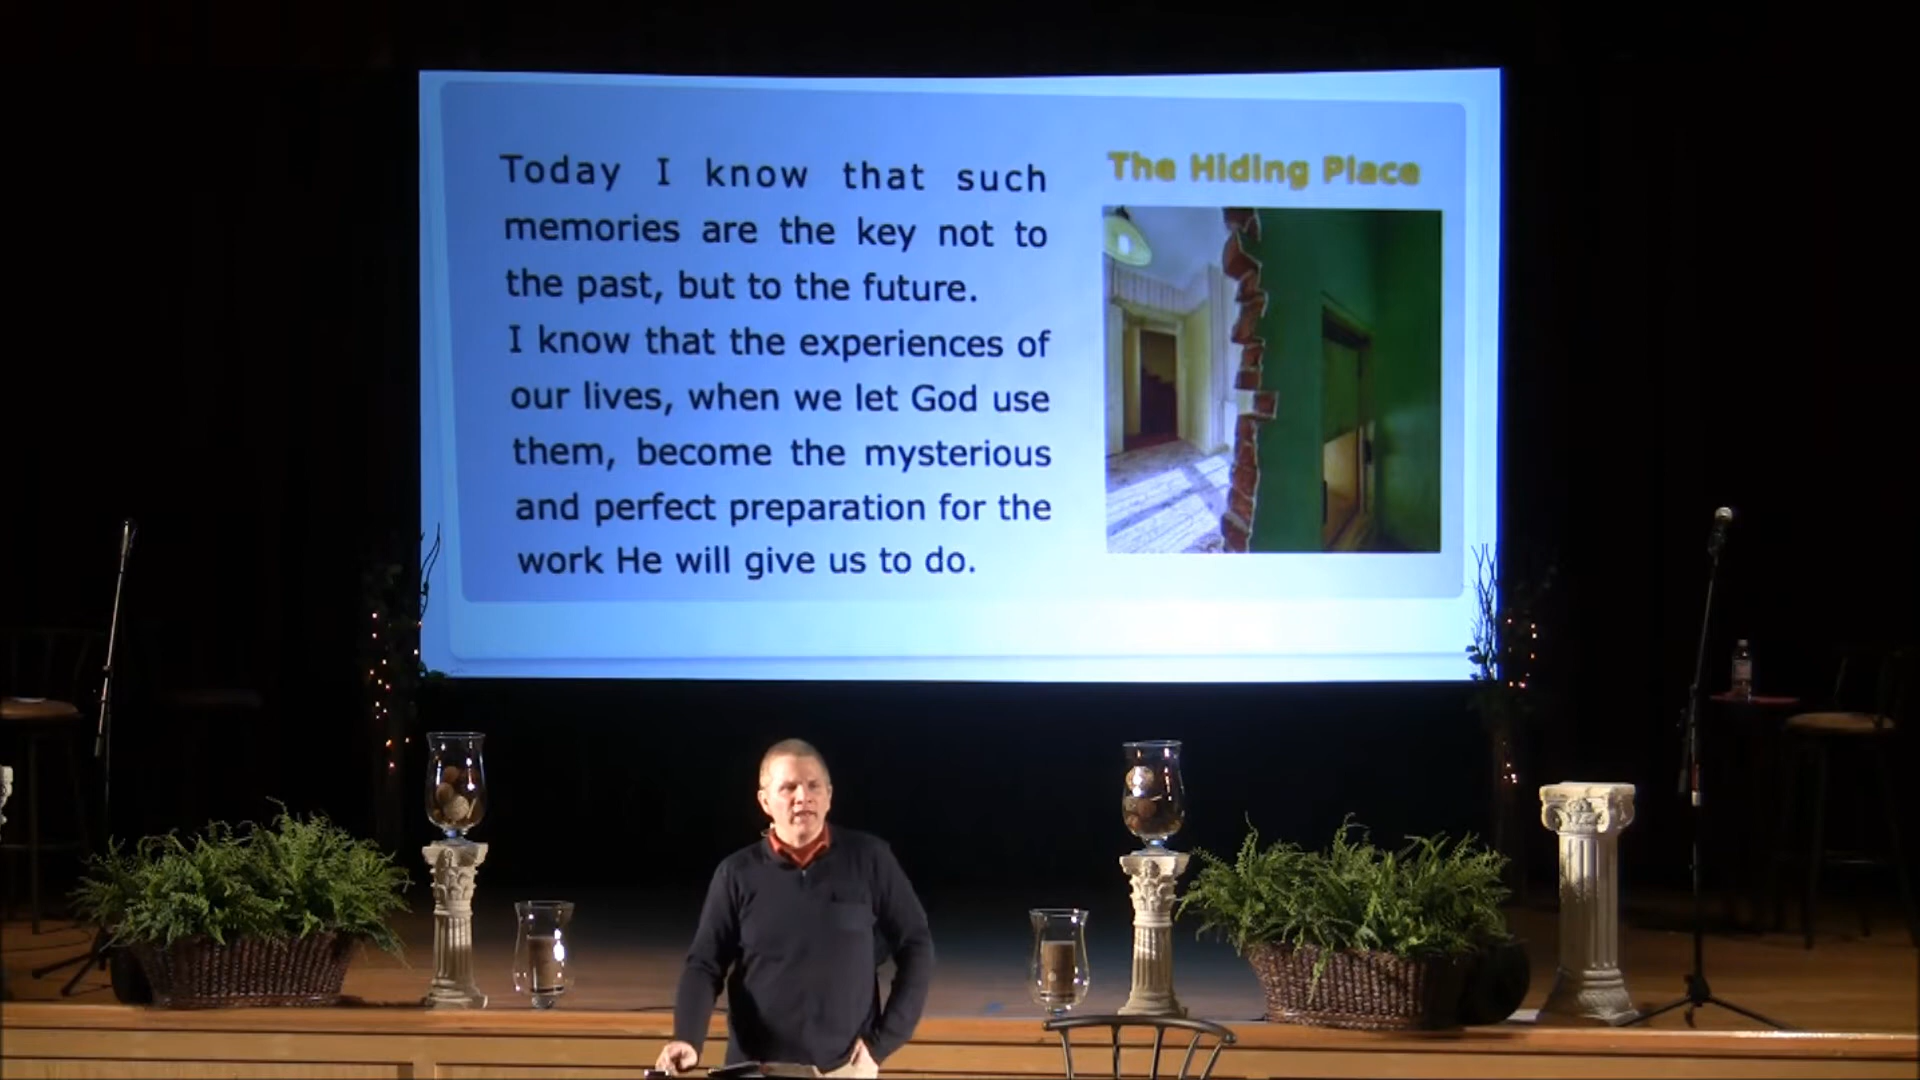 Today I know that such
memories are the key not to
the past, but to the future.
I know that the experiences of
our lives, when we let God use
them, become the mysterious
and perfect preparation for the
work He will give us to do.
The Hiding Place